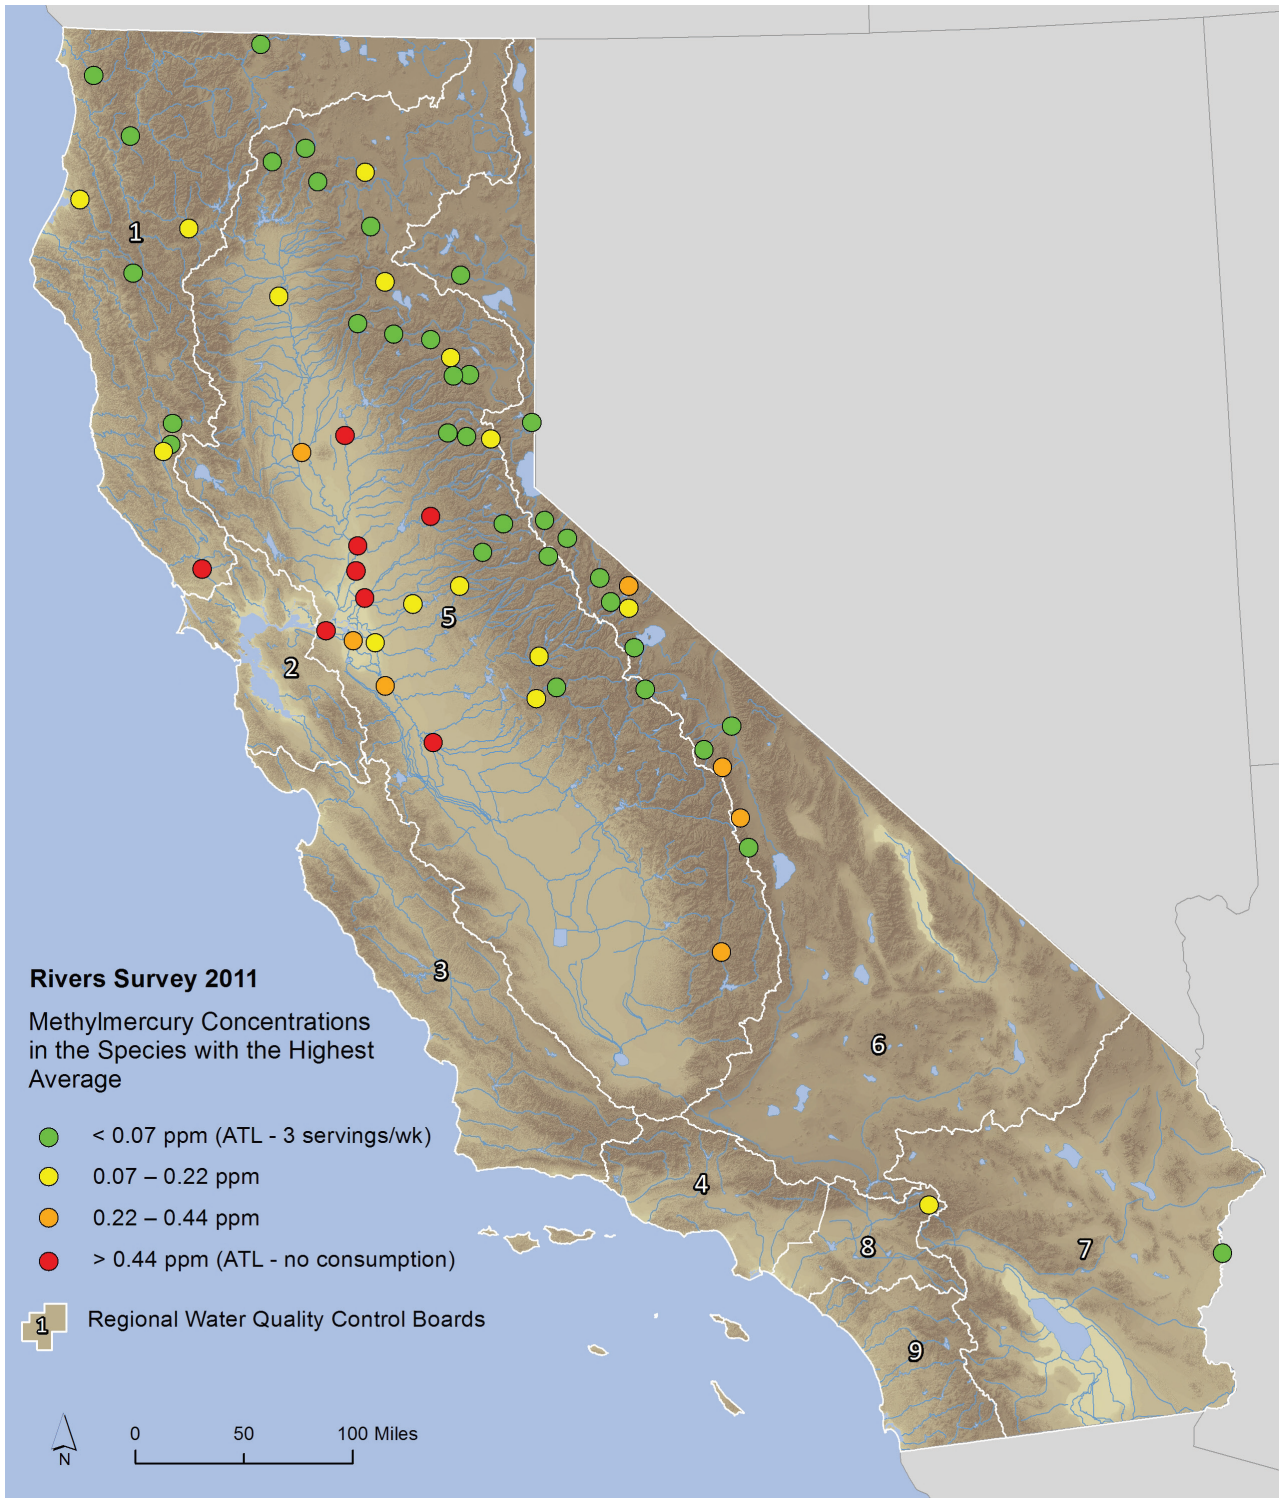 1
5
2
3
6
4
8
7
9
Rivers Survey 2011
Methylmercury Concentrations
in the Species with the Highest
Average
< 0.07 ppm (ATL - 3 servings/wk)
0.07 – 0.22 ppm
0.22 – 0.44 ppm
> 0.44 ppm (ATL - no consumption)
1 Regional Water Quality Control Boards
N
0 50 100 Miles